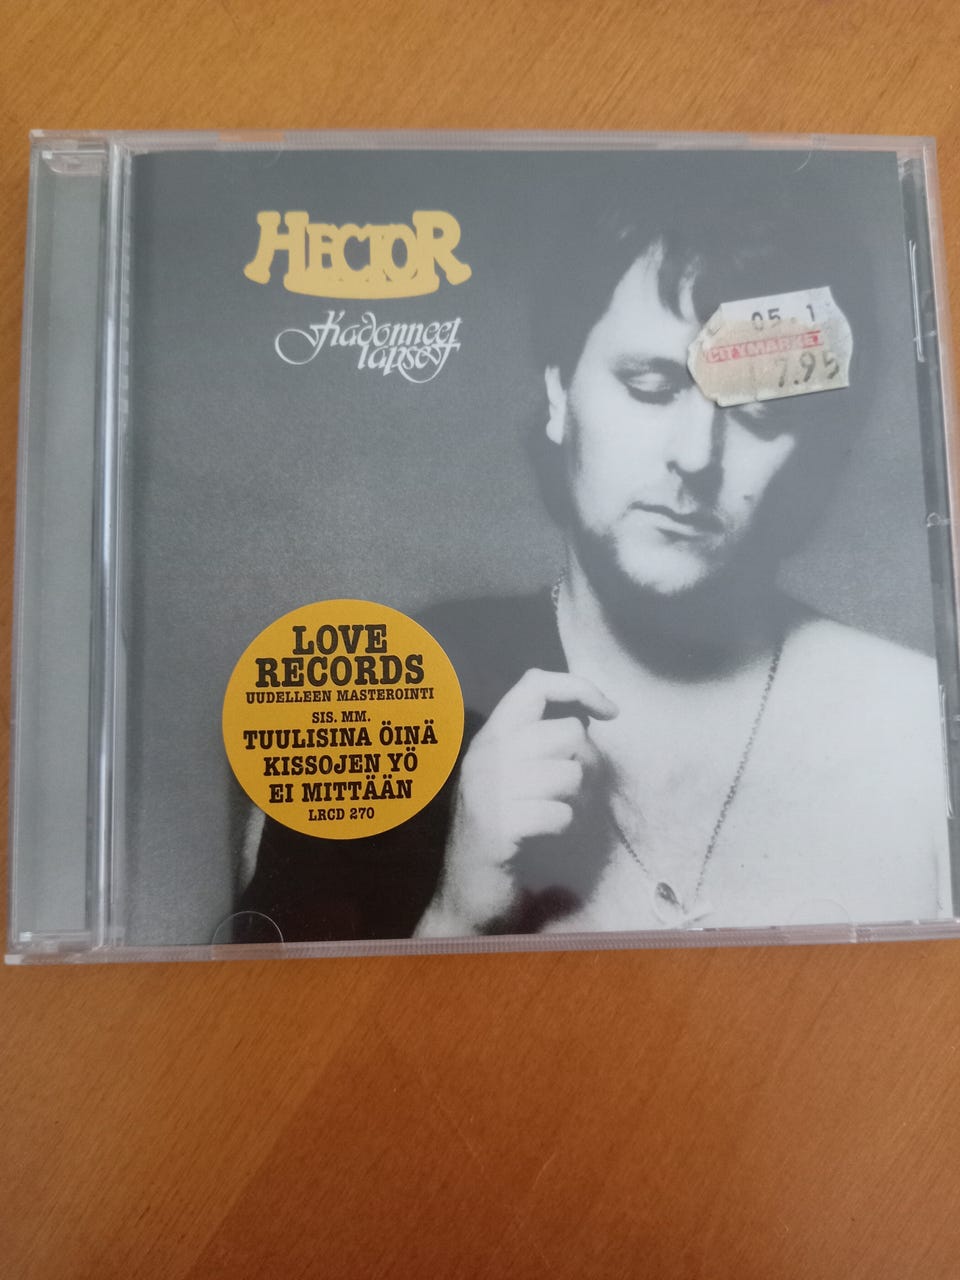 HECTOR
Kadonneet
lapset
05.1
CITYMARKET
7.95
LOVE
RECORDS
UUDELLEEN MASTEROINTI
SIS. MM.
TUULISINA ÖINÄ
KISSOJEN YÖ
EI MITTÄÄN
LRCD 270